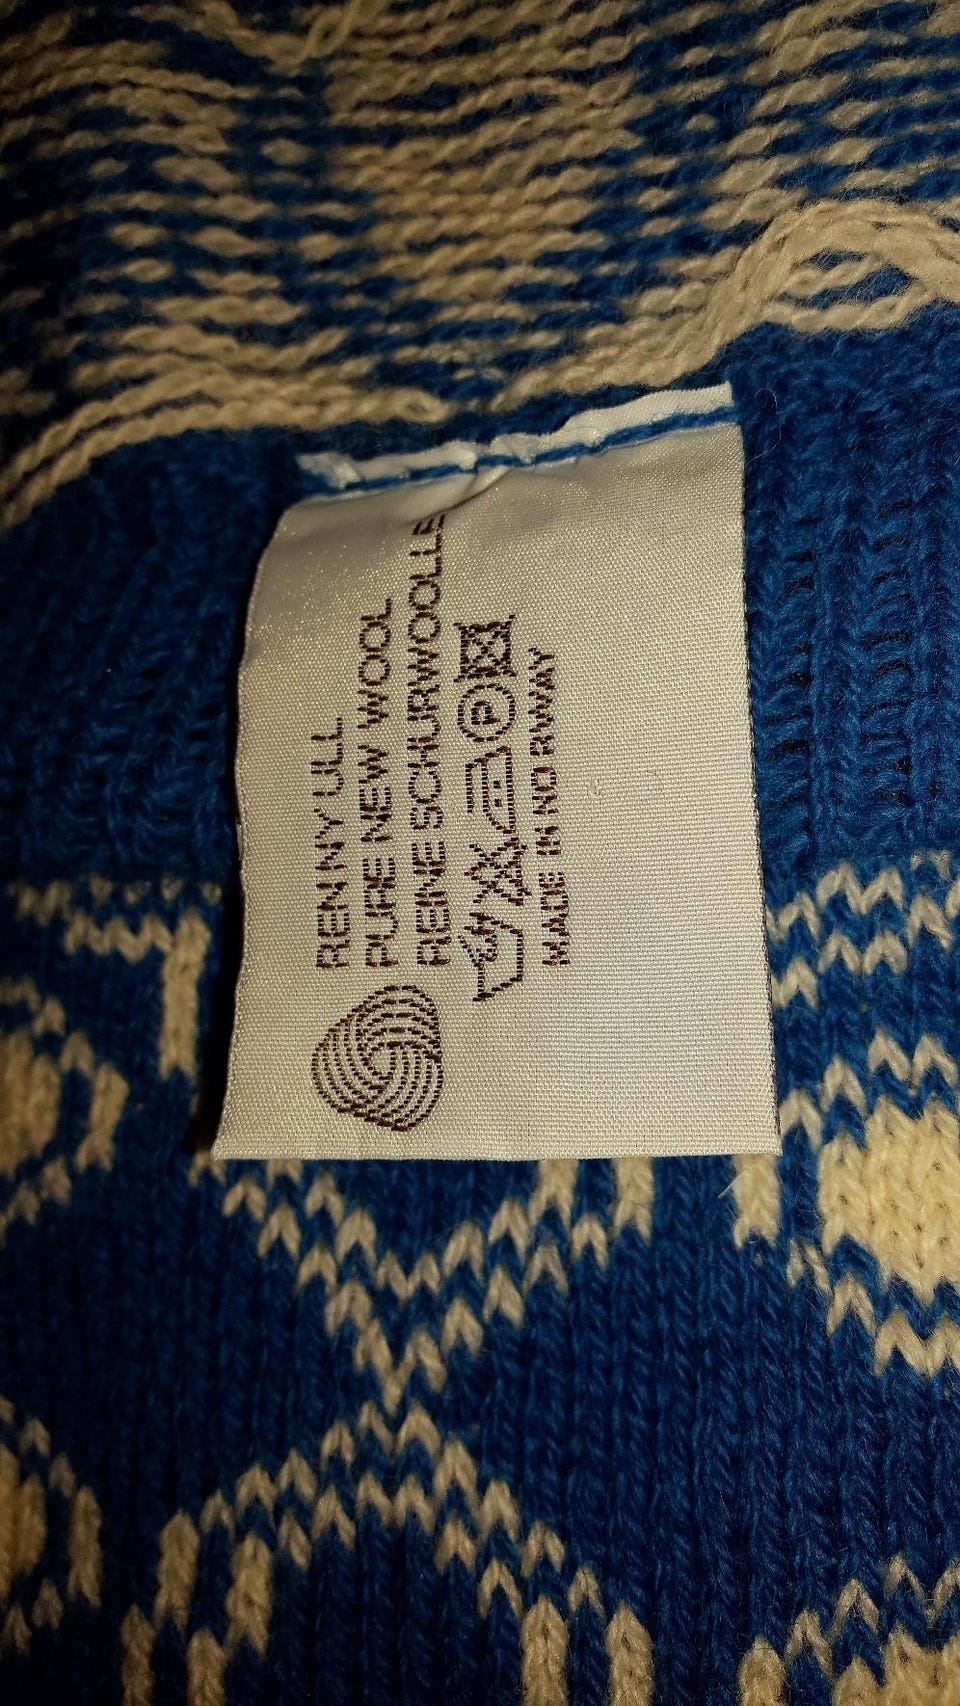 REN NY ULL
PURE NEW WOOL
REINE SCHURWOLLE
P
MADE IN NORWAY